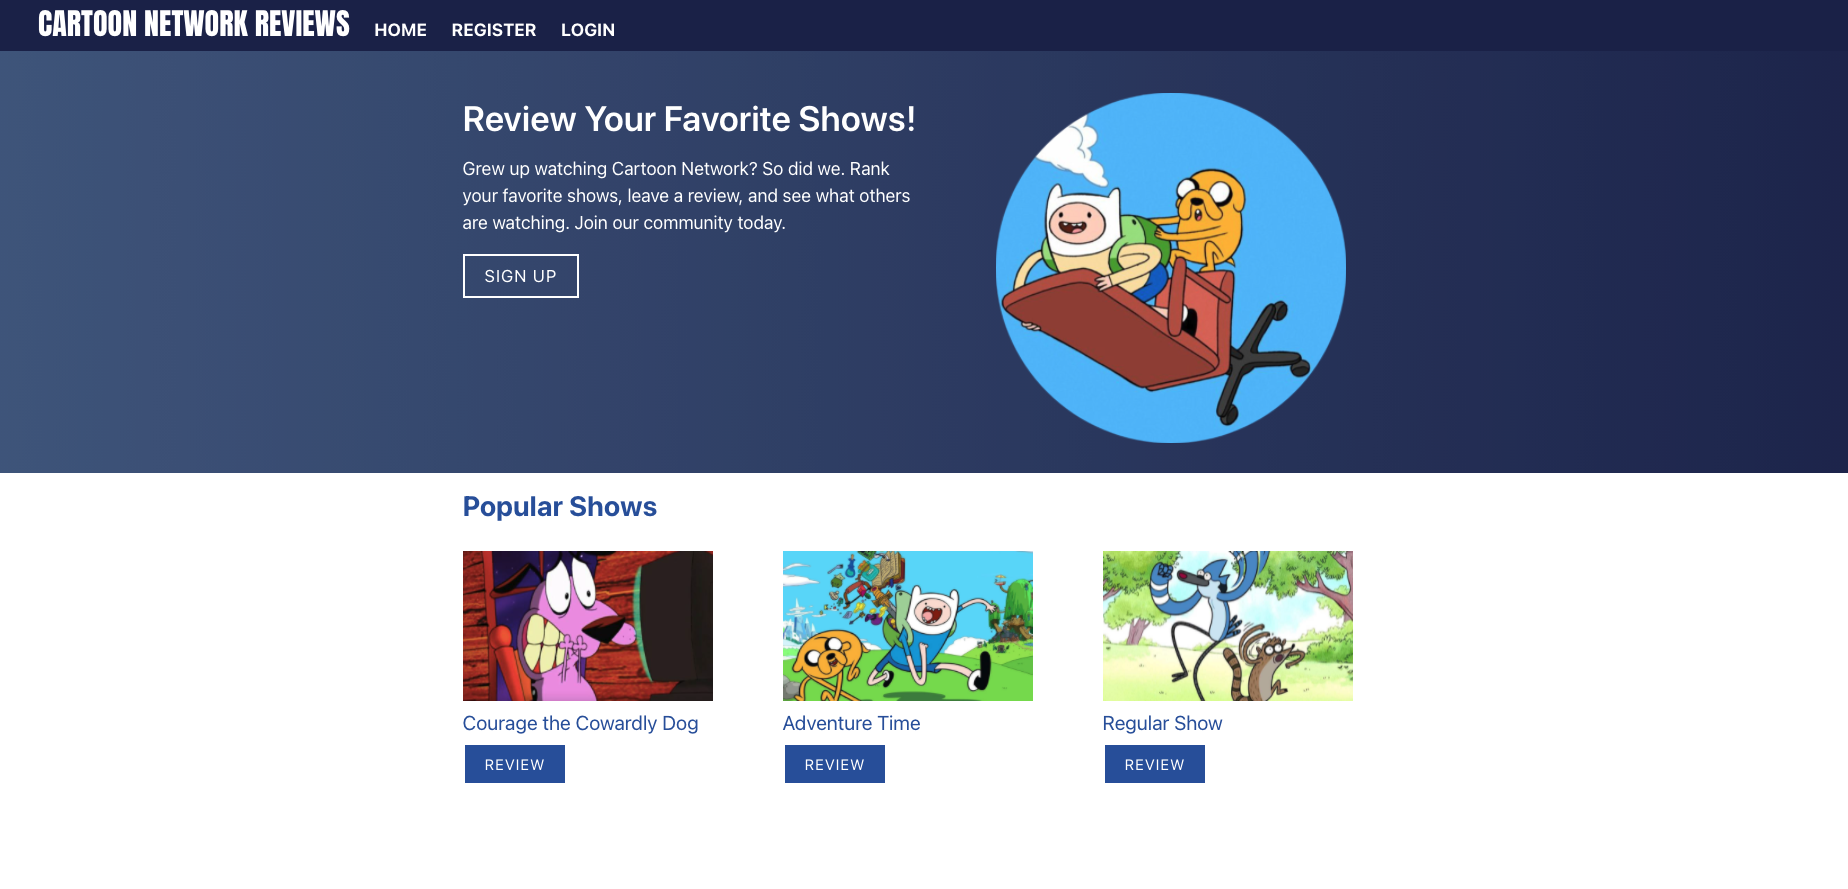 CARTOON NETWORK REVIEWS HOME REGISTER LOGIN
Review Your Favorite Shows!
Grew up watching Cartoon Network? So did we. Rank
your favorite shows, leave a review, and see what others
are watching. Join our community today.
SIGN UP
Popular Shows
Courage the Cowardly Dog
REVIEW
Adventure Time
REVIEW
Regular Show
REVIEW